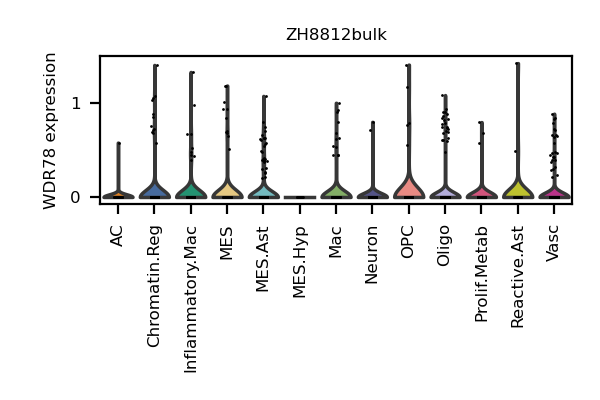 ZH8812bulk
WDR78 expression
1
0
AC
Chromatin.Reg
Inflammatory.Mac
MES
MES.Ast
MES.Hyp
Mac
Neuron
OPC
Oligo
Prolif.Metab
Reactive.Ast
Vasc